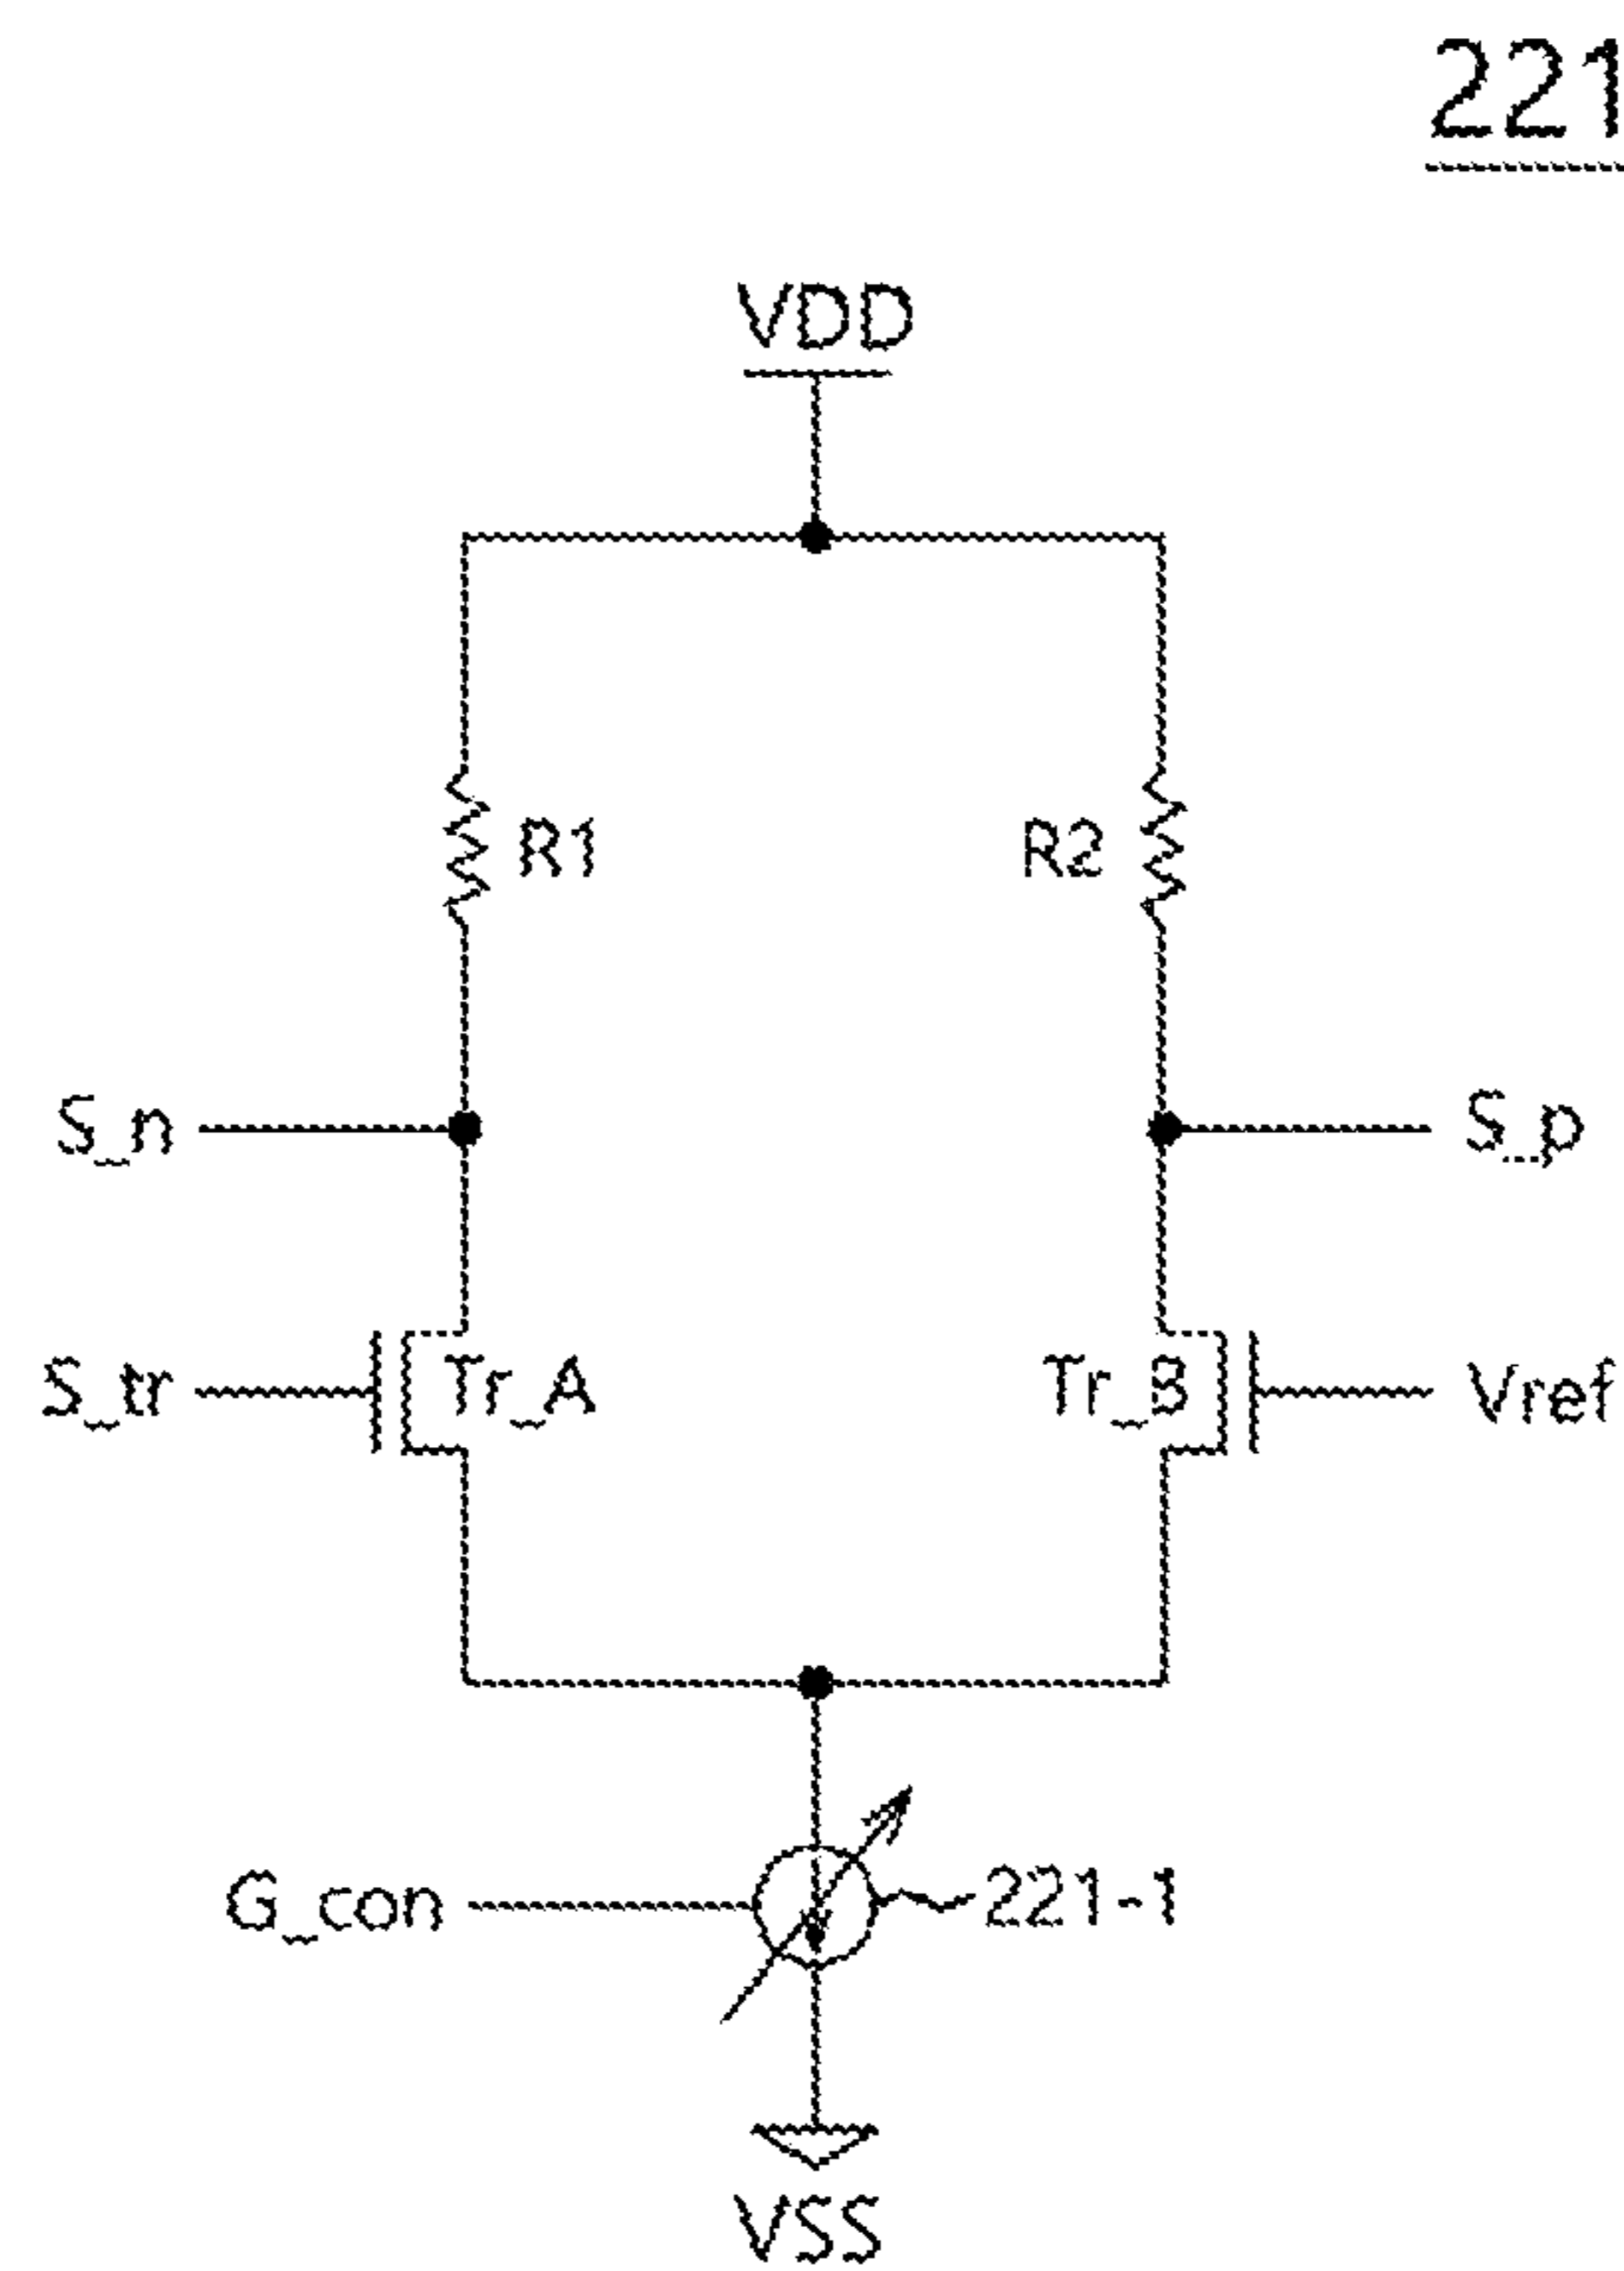 221
VDD
R1
R2
S_n
S_p
S_tr
Tr_A
Tr_B
Vref
G_con
221-1
VSS